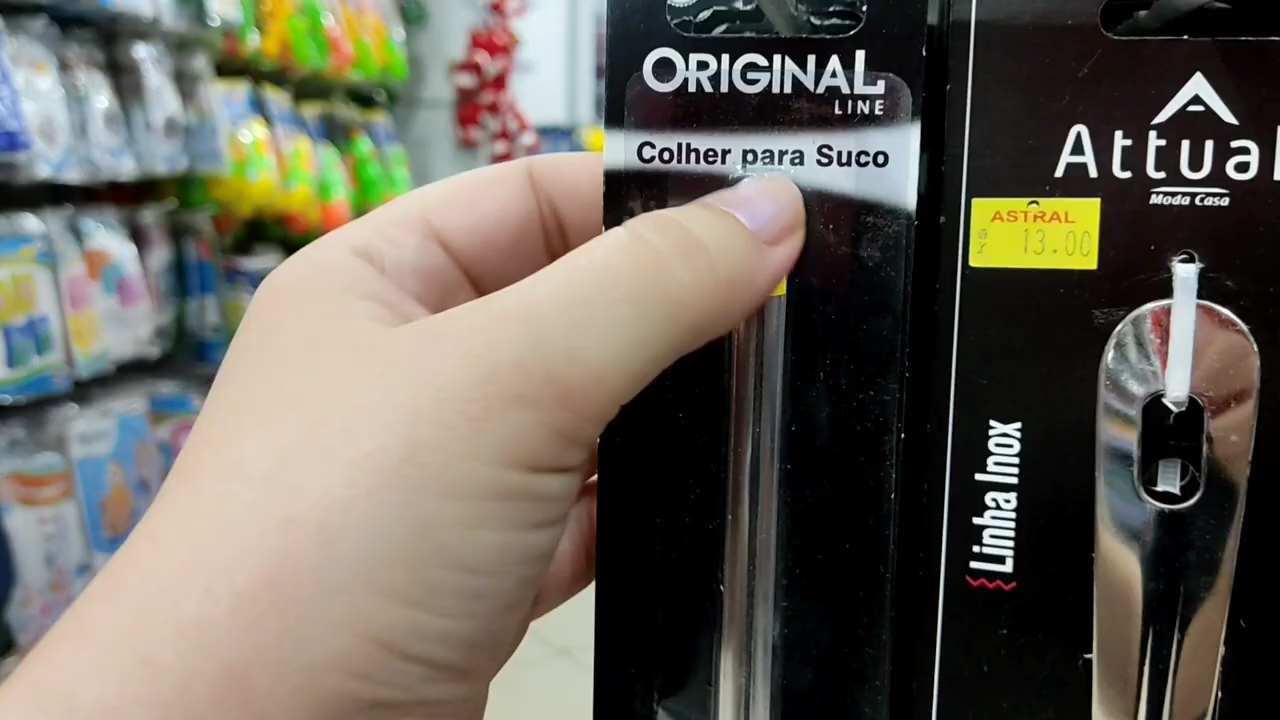 ORIGINAL
LINE
Colher para Suco
Attual
Moda Casa
ASTRAL
13.00
Linha Inox